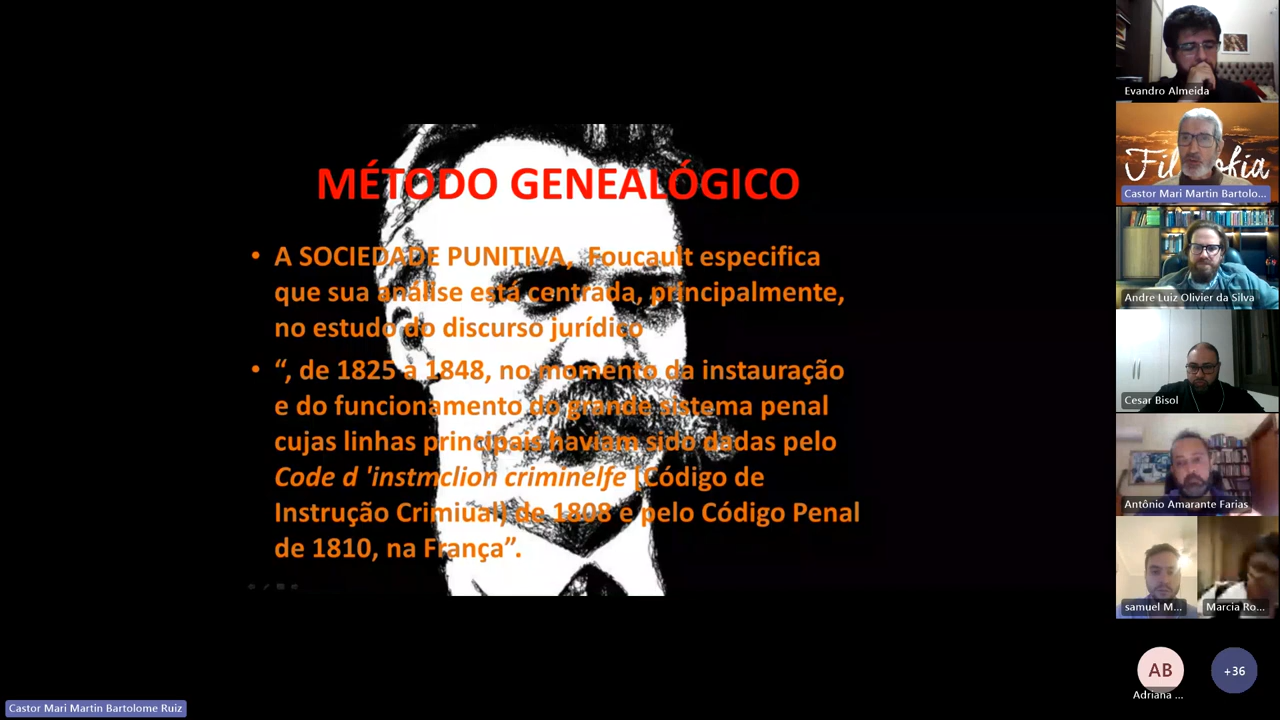 MÉTODO GENEALÓGICO
• A SOCIEDADE PUNITIVA, Foucault especifica
que sua análise está centrada, principalmente,
no estudo do discurso jurídico
• “, de 1825 a 1848, no momento da instauração
e do funcionamento do grande sistema penal
cujas linhas principais haviam sido dadas pelo
Code d 'instmclion criminelfe [Código de
Instrução Crimiual) de 1808 e pelo Código Penal
de 1810, na França”.
Evandro Almeida
Filosofia
Castor Mari Martin Bartolo...
Andre Luiz Olivier da Silva
Cesar Bisol
Antônio Amarante Farias
samuel M...
Marcia Ro...
AB
+36
Adriana ...
Castor Mari Martin Bartolome Ruiz